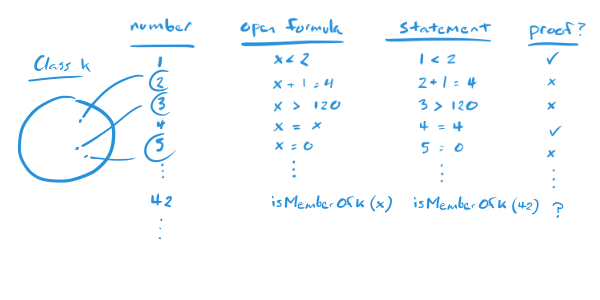 number open formula statement proof?
Class k 1 x < 2 1 < 2 ✓
2 x + 1 = 4 2 + 1 = 4 x
3 x > 120 3 > 120 x
4 x = x 4 = 4 ✓
5 x = 0 5 = 0 x
⋮ ⋮ ⋮ ⋮
42 isMemberOfk(x) isMemberOfk(42) ?
⋮